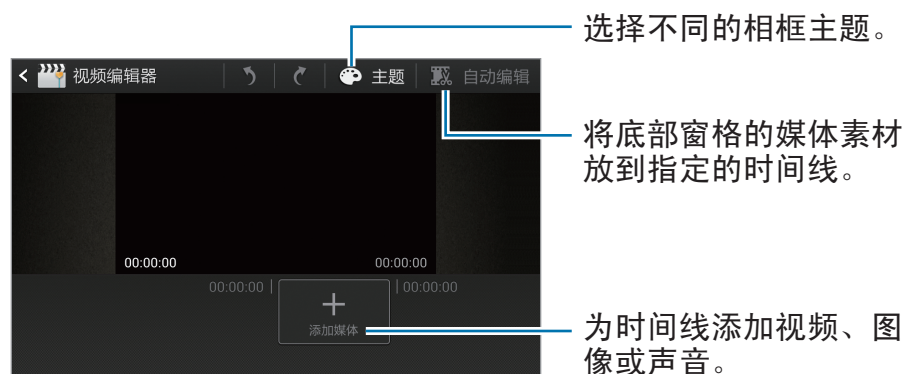 选择不同的相框主题。
视频编辑器
主题
自动编辑
将底部窗格的媒体素材
放到指定的时间线。
00:00:00
00:00:00
00:00:00
00:00:00
添加媒体
为时间线添加视频、图
像或声音。